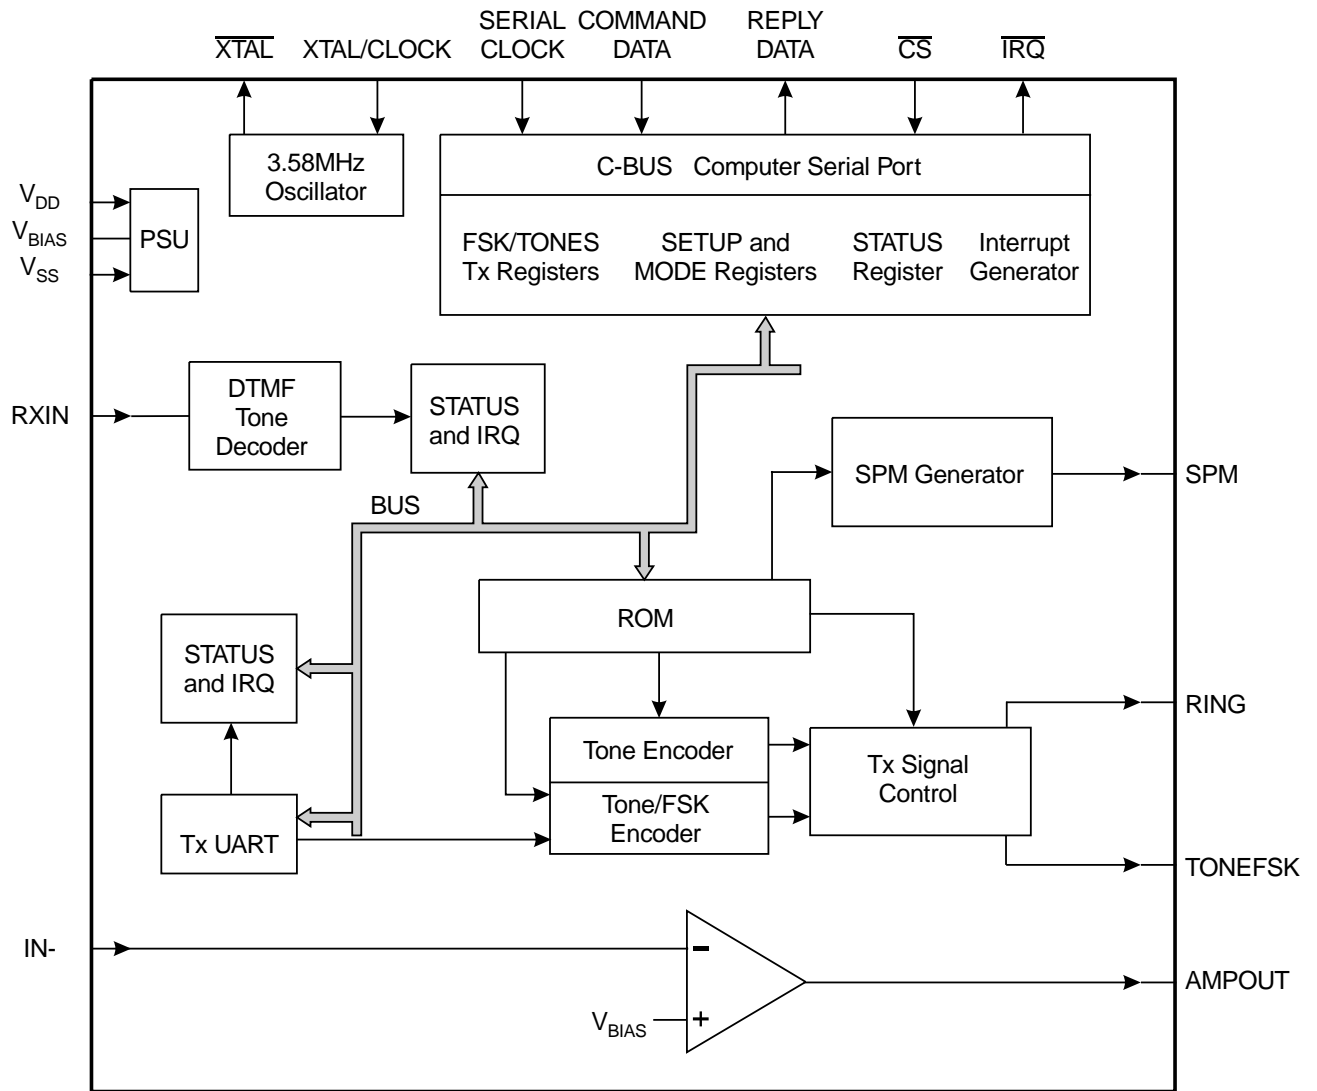 XTAL
XTAL/CLOCK
SERIAL
CLOCK
COMMAND
DATA
REPLY
DATA
CS
IRQ
3.58MHz
Oscillator
C-BUS Computer Serial Port
FSK/TONES
Tx Registers
SETUP and
MODE Registers
STATUS
Register
Interrupt
Generator
VDD
VBIAS
VSS
PSU
RXIN
DTMF
Tone
Decoder
STATUS
and IRQ
BUS
SPM Generator
SPM
ROM
STATUS
and IRQ
Tx UART
Tone Encoder
Tone/FSK
Encoder
Tx Signal
Control
RING
TONEFSK
IN-
-
+
VBIAS
AMPOUT